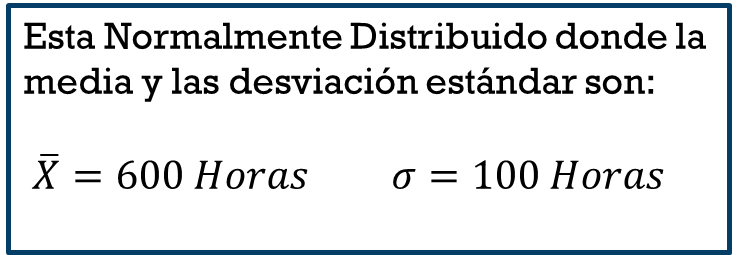 Esta Normalmente Distribuido donde la
media y las desviación estándar son:
X̅ = 600 Horas σ = 100 Horas